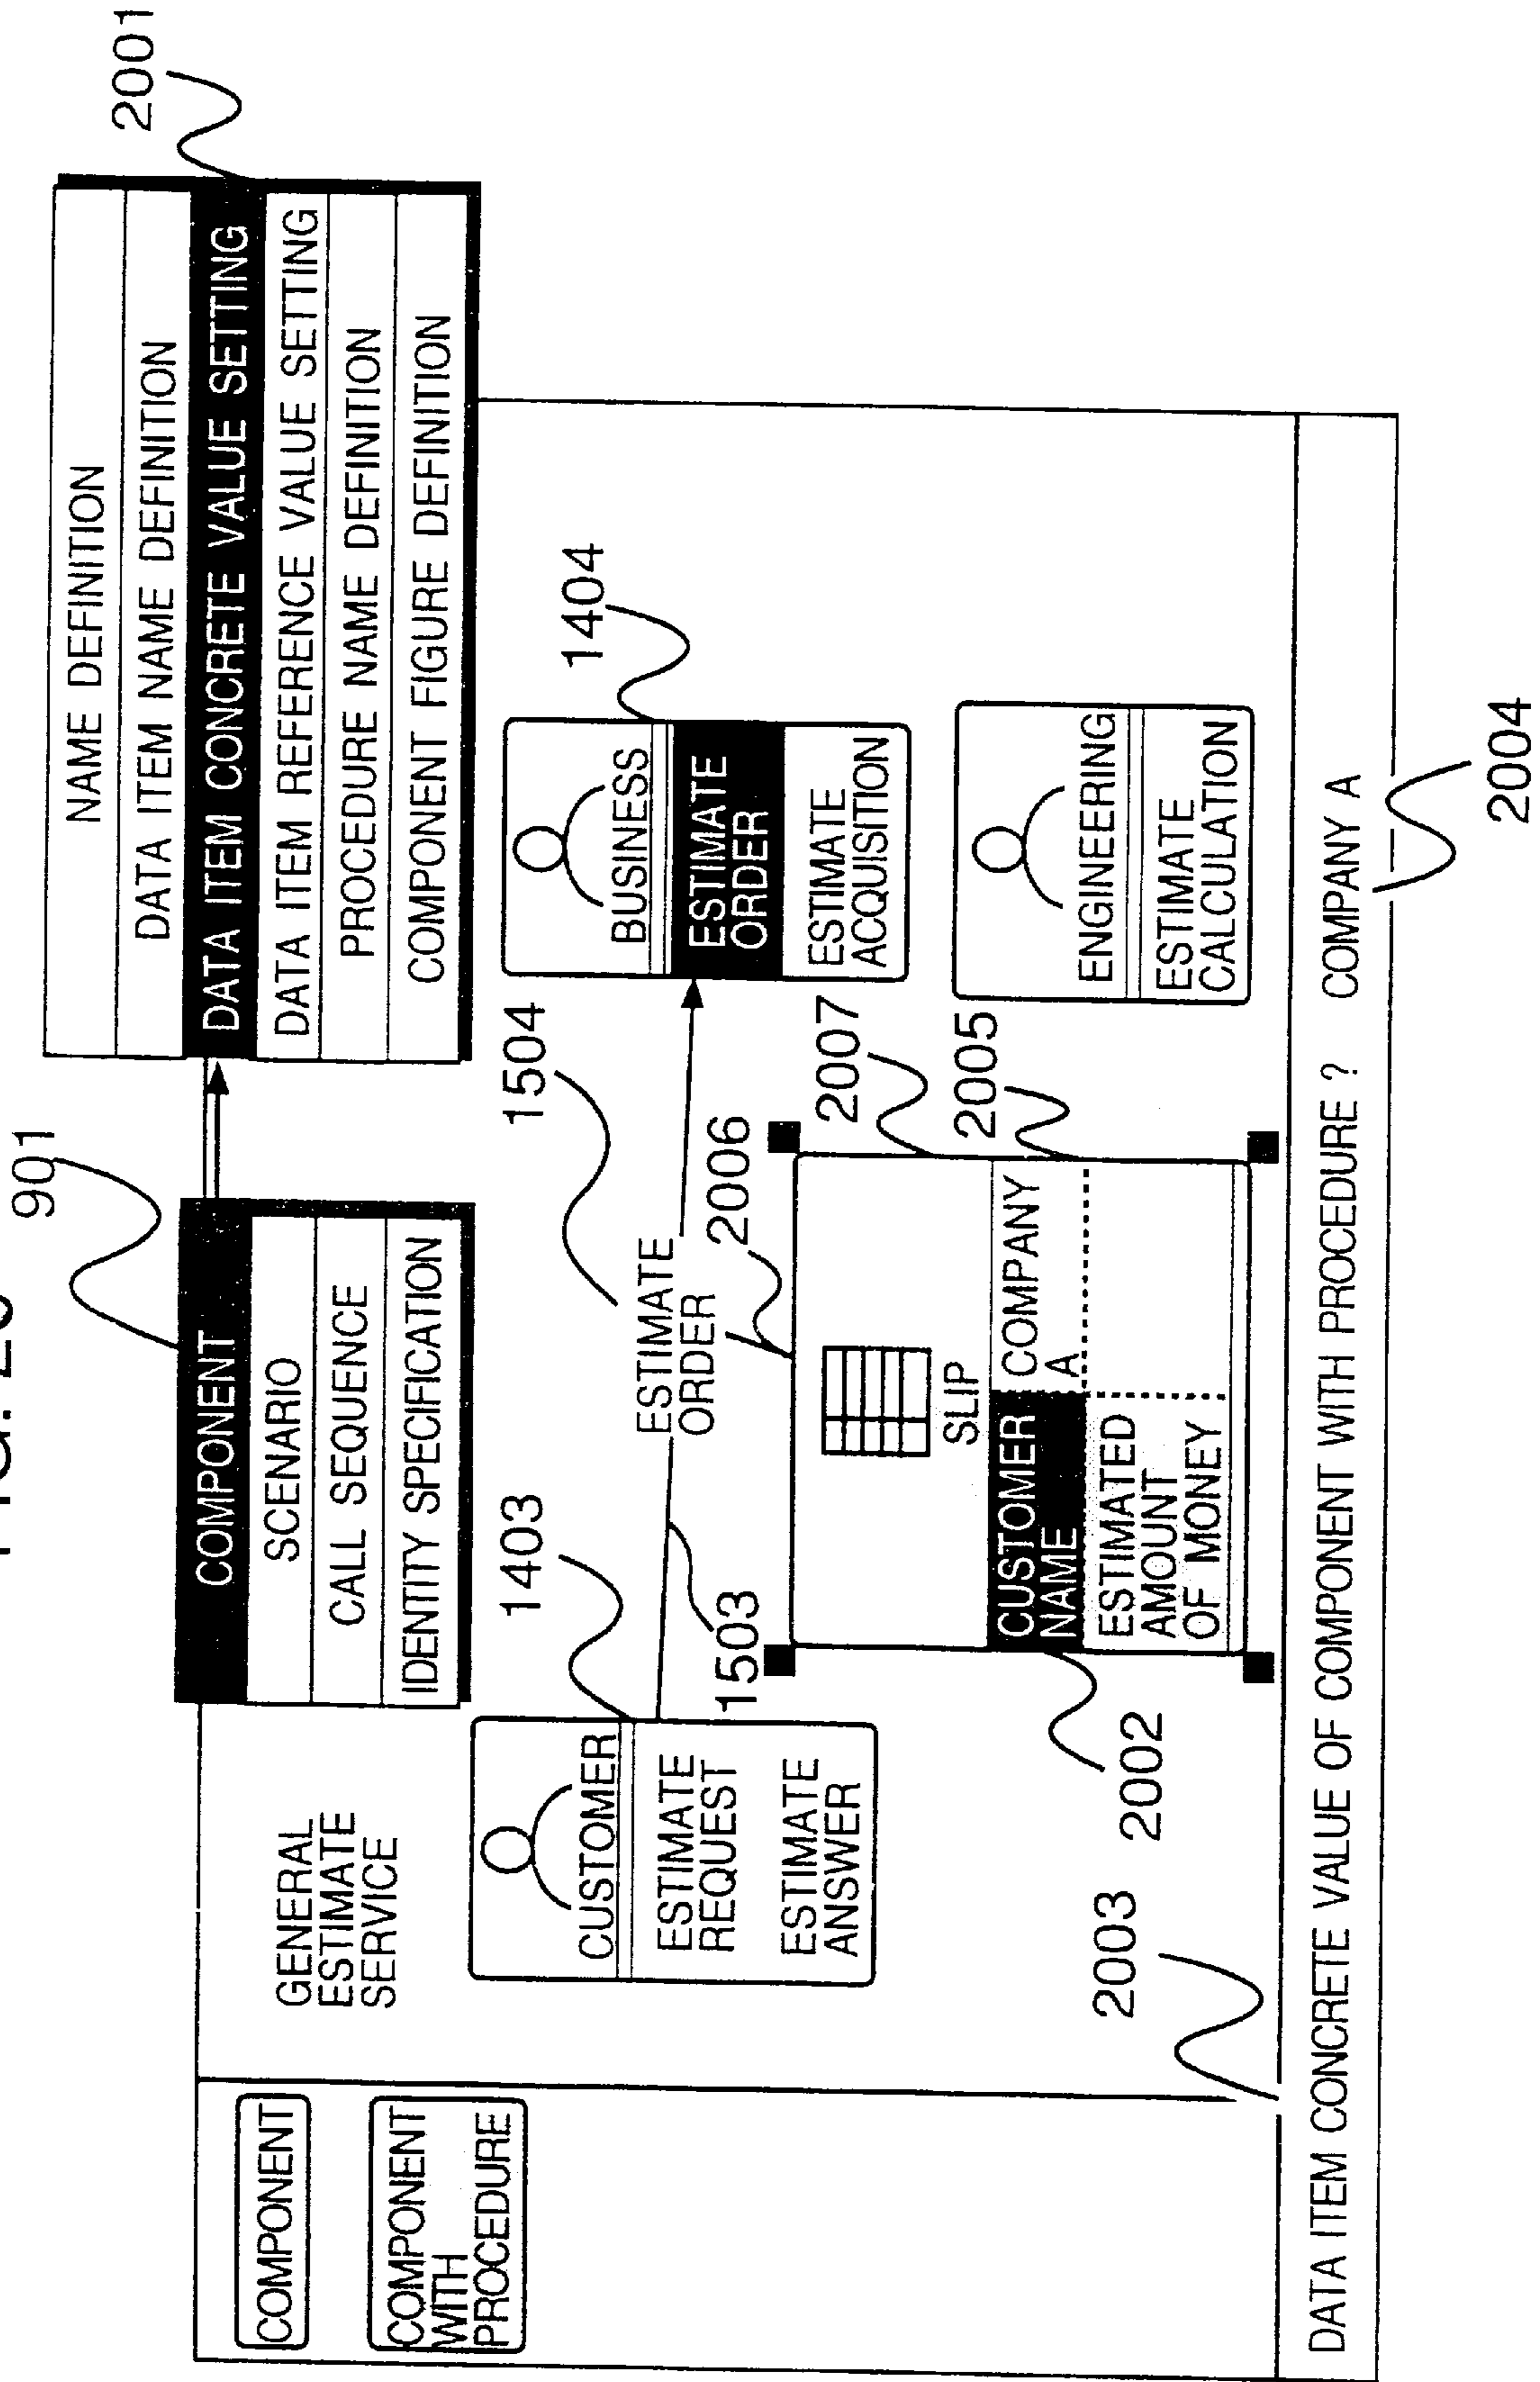 901
2001
COMPONENT
SCENARIO
CALL SEQUENCE
IDENTITY SPECIFICATION
NAME DEFINITION
DATA ITEM NAME DEFINITION
DATA ITEM CONCRETE VALUE SETTING
DATA ITEM REFERENCE VALUE SETTING
PROCEDURE NAME DEFINITION
COMPONENT FIGURE DEFINITION
COMPONENT
COMPONENT
WITH
PROCEDURE
GENERAL
ESTIMATE
SERVICE
1403
CUSTOMER
ESTIMATE
REQUEST
ESTIMATE
ANSWER
1503
ESTIMATE
ORDER
1504
1404
BUSINESS
ESTIMATE
ORDER
ESTIMATE
ACQUISITION
2006
2007
2005
SLIP
CUSTOMER
NAME
COMPANY
A
ESTIMATED
AMOUNT
OF MONEY
2002
ENGINEERING
ESTIMATE
CALCULATION
2003
DATA ITEM CONCRETE VALUE OF COMPONENT WITH PROCEDURE ? COMPANY A
2004